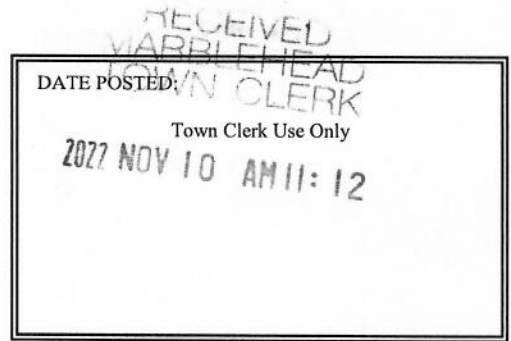 RECEIVED
MARBLEHEAD
TOWN CLERK
DATE POSTED:
Town Clerk Use Only
2022 NOV 10 AM 11: 12